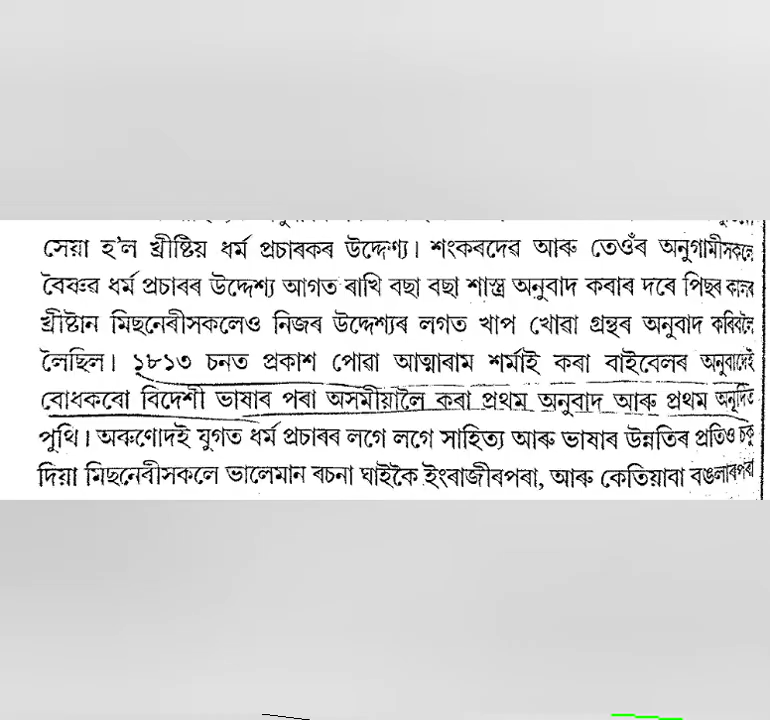 সেয়া হ'ল খ্ৰীষ্টিয় ধৰ্ম প্ৰচাৰকৰ উদ্দেশ্য। শংকৰদেৱ আৰু তেওঁৰ অনুগামীসকলে
বৈষ্ণৱ ধৰ্ম প্ৰচাৰৰ উদ্দেশ্য আগত ৰাখি বছা বছা শাস্ত্ৰ অনুবাদ কৰাৰ দৰে পিছৰ কালৰ
খ্ৰীষ্টান মিছনেৰীসকলেও নিজৰ উদ্দেশ্যৰ লগত খাপ খোৱা গ্ৰন্থৰ অনুবাদ কৰিবলৈ
লৈছিল। ১৮১৩ চনত প্ৰকাশ পোৱা আত্মাৰাম শৰ্মাই কৰা বাইবেলৰ অনুবাদেই
বোধকৰো বিদেশী ভাষাৰ পৰা অসমীয়ালৈ কৰা প্ৰথম অনুবাদ আৰু প্ৰথম অনূদিত
পুথি। অৰুণোদই যুগত ধৰ্ম প্ৰচাৰৰ লগে লগে সাহিত্য আৰু ভাষাৰ উন্নতিৰ প্ৰতিও চকু
দিয়া মিছনেৰীসকলে ভালেমান ৰচনা ঘাইকৈ ইংৰাজীৰপৰা, আৰু কেতিয়াবা বঙলাৰপৰা